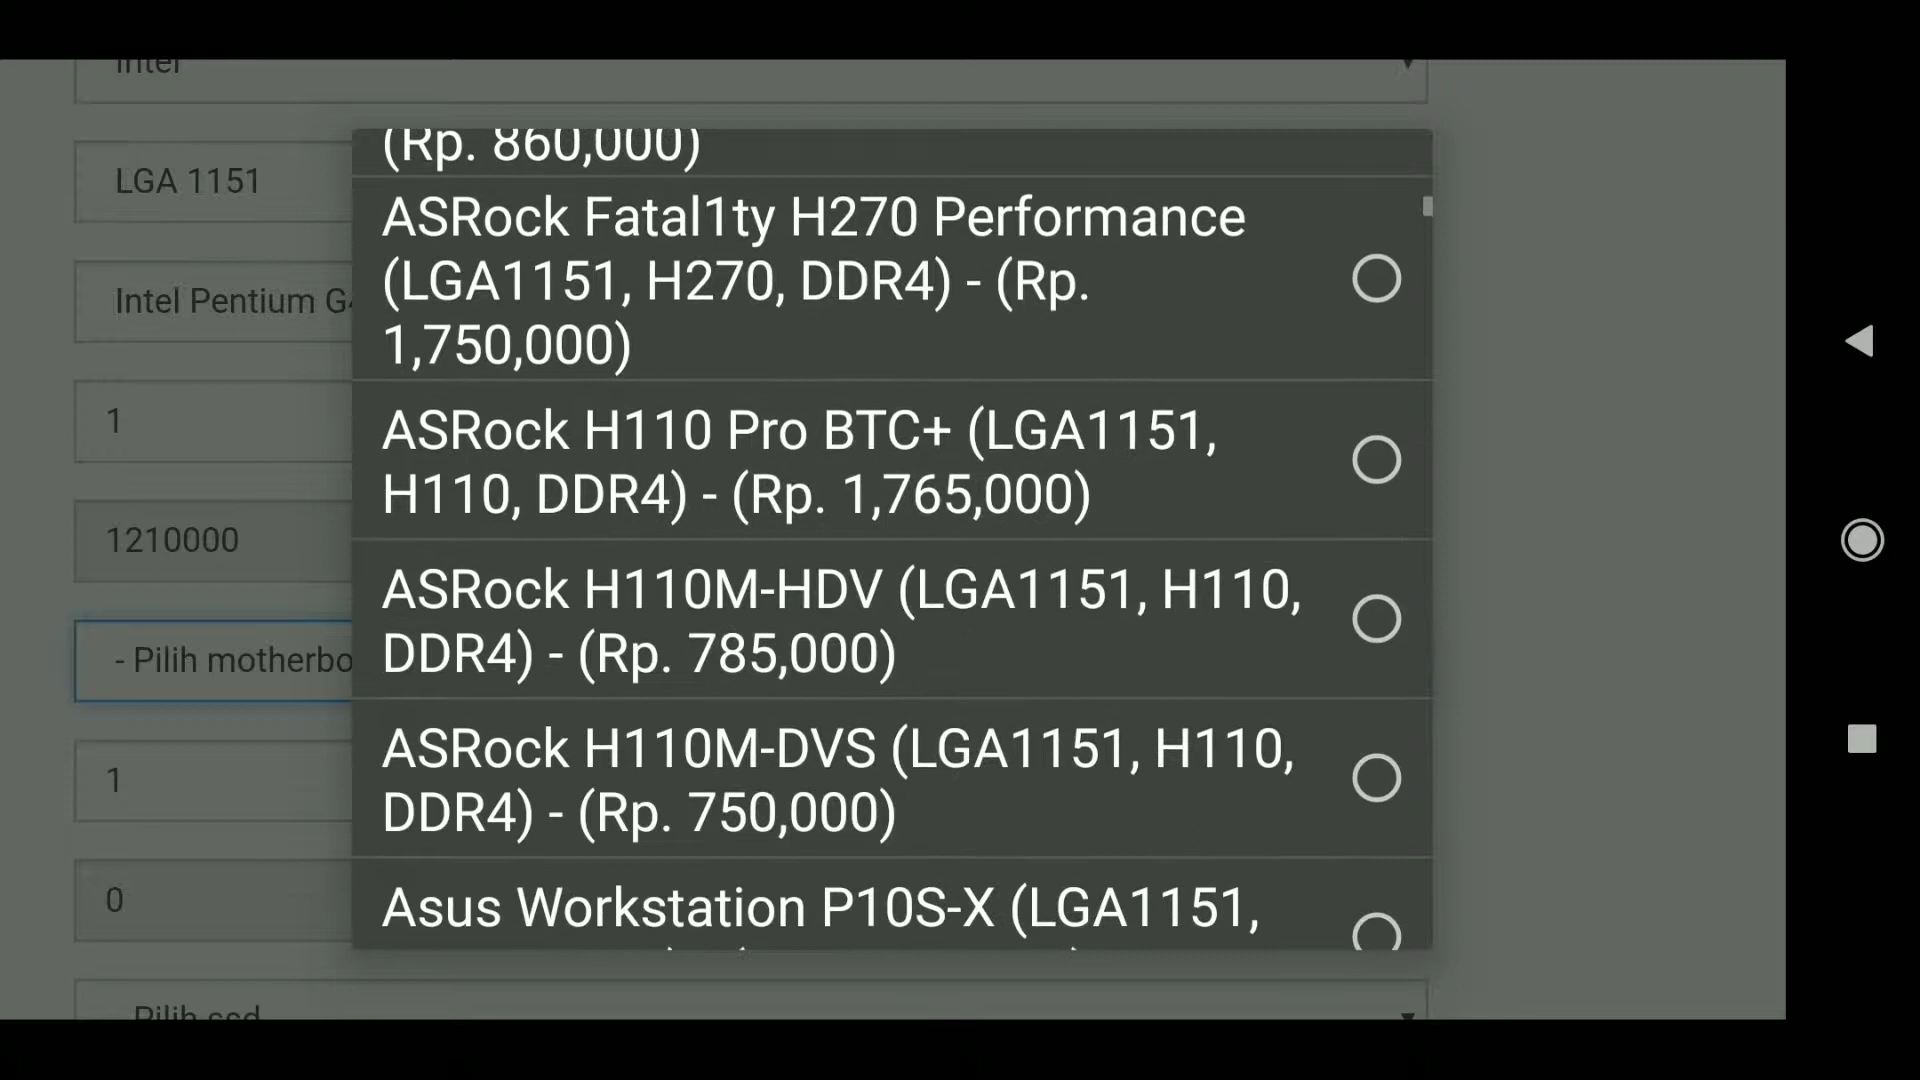 Intel
(Rp. 860,000)
LGA 1151
ASRock Fatal1ty H270 Performance
(LGA1151, H270, DDR4) - (Rp.
1,750,000)
Intel Pentium
1
ASRock H110 Pro BTC+ (LGA1151,
H110, DDR4) - (Rp. 1,765,000)
1210000
ASRock H110M-HDV (LGA1151, H110,
DDR4) - (Rp. 785,000)
- Pilih motherbo
1
ASRock H110M-DVS (LGA1151, H110,
DDR4) - (Rp. 750,000)
0
Asus Workstation P10S-X (LGA1151,
Pilih ssd